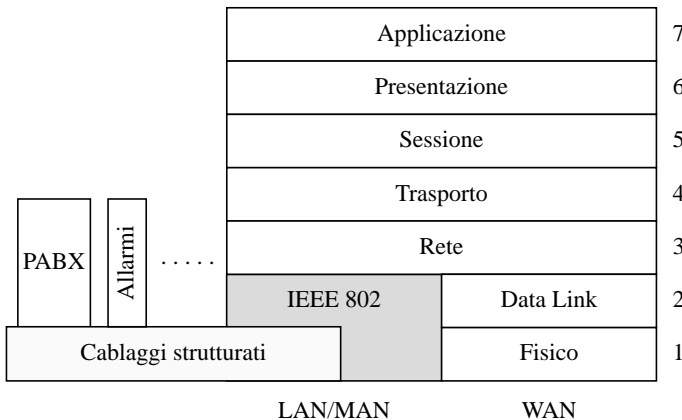 Applicazione 7
Presentazione 6
Sessione 5
Trasporto 4
PABX
Allarmi
. . . . .
Rete 3
IEEE 802 Data Link 2
Cablaggi strutturati Fisico 1
LAN/MAN WAN